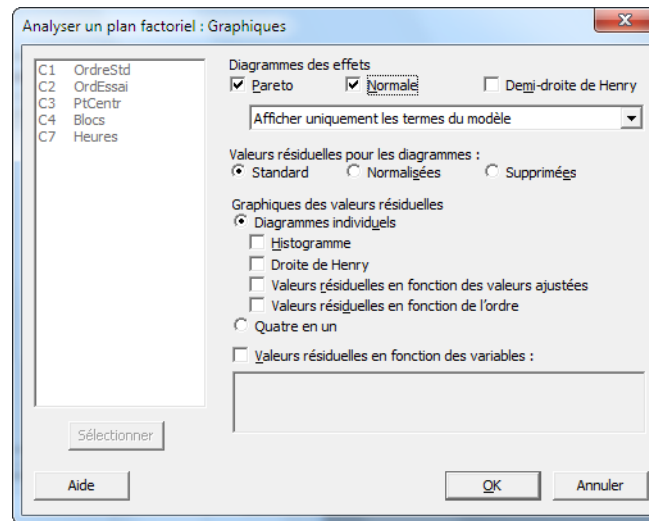 Analyser un plan factoriel : Graphiques
C1 OrdreStd
C2 OrdEssai
C3 PtCentr
C4 Blocs
C7 Heures
Sélectionner
Diagrammes des effets
Pareto Normale Demi-droite de Henry
Afficher uniquement les termes du modèle
Valeurs résiduelles pour les diagrammes :
Standard Normalisées Supprimées
Graphiques des valeurs résiduelles
Diagrammes individuels
Histogramme
Droite de Henry
Valeurs résiduelles en fonction des valeurs ajustées
Valeurs résiduelles en fonction de l'ordre
Quatre en un
Valeurs résiduelles en fonction des variables :
Aide OK Annuler